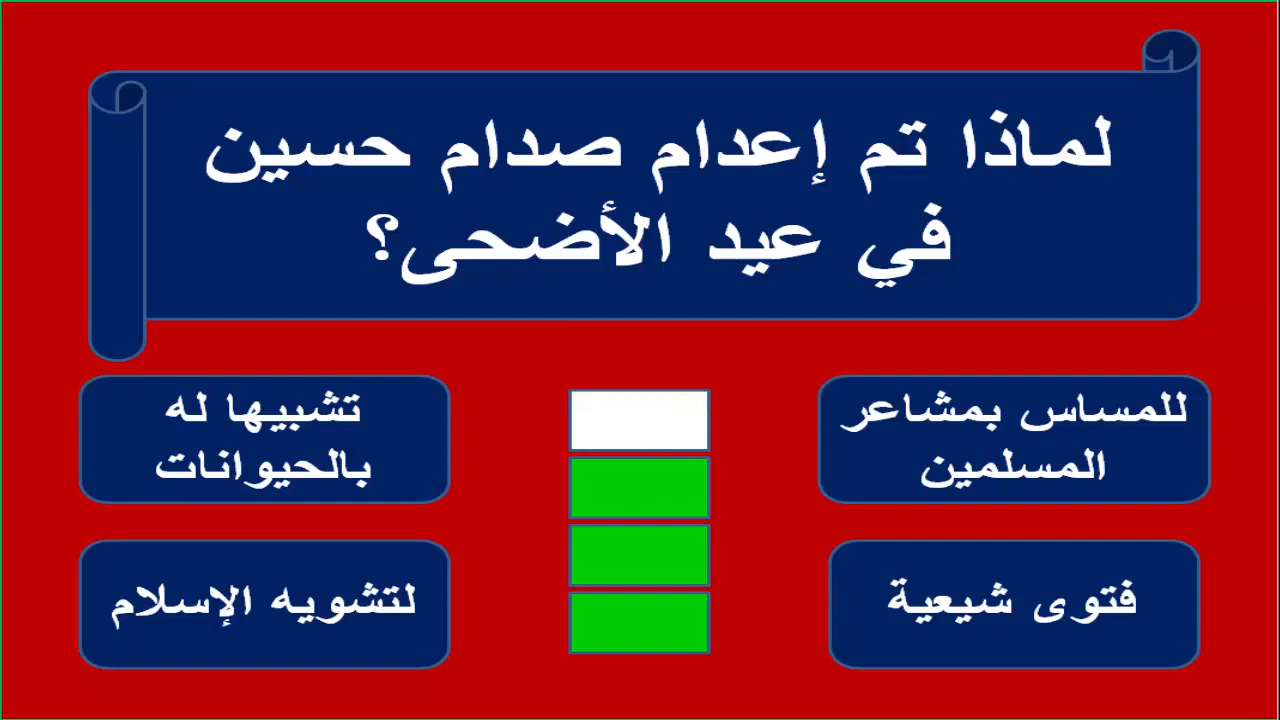 لماذا تم إعدام صدام حسين
في عيد الأضحى؟
للمساس بمشاعر
المسلمين
تشبيها له
بالحيوانات
فتوى شيعية
لتشويه الإسلام